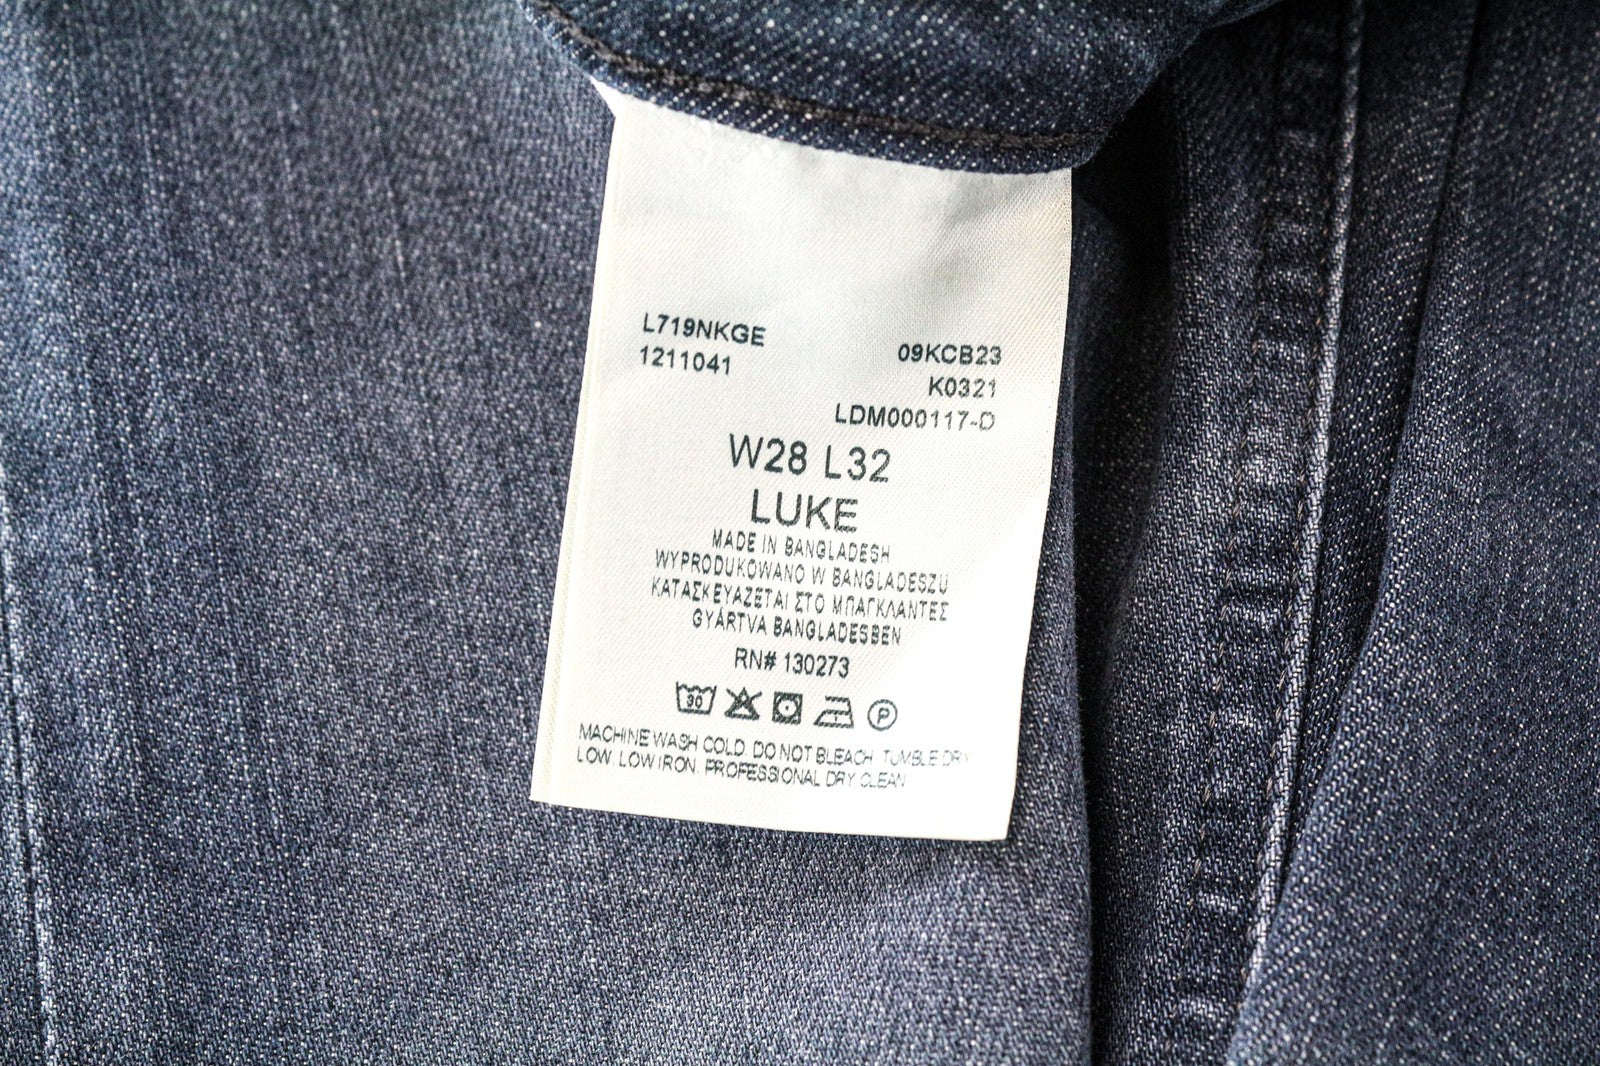 L719NKGE
1211041
09KCB23
K0321
LDM000117-D
W28 L32
LUKE
MADE IN BANGLADESH
WYPRODUKOWANO W BANGLADESZU
ΚΑΤΑΣΚΕΥΑΖΕΤΑΙ ΣΤΟ ΜΠΑΓΚΛΑΝΤΕΣ
GYÁRTVA BANGLADESBEN
RN# 130273
30 P
MACHINE WASH COLD. DO NOT BLEACH. TUMBLE DRY
LOW. LOW IRON. PROFESSIONAL DRY CLEAN